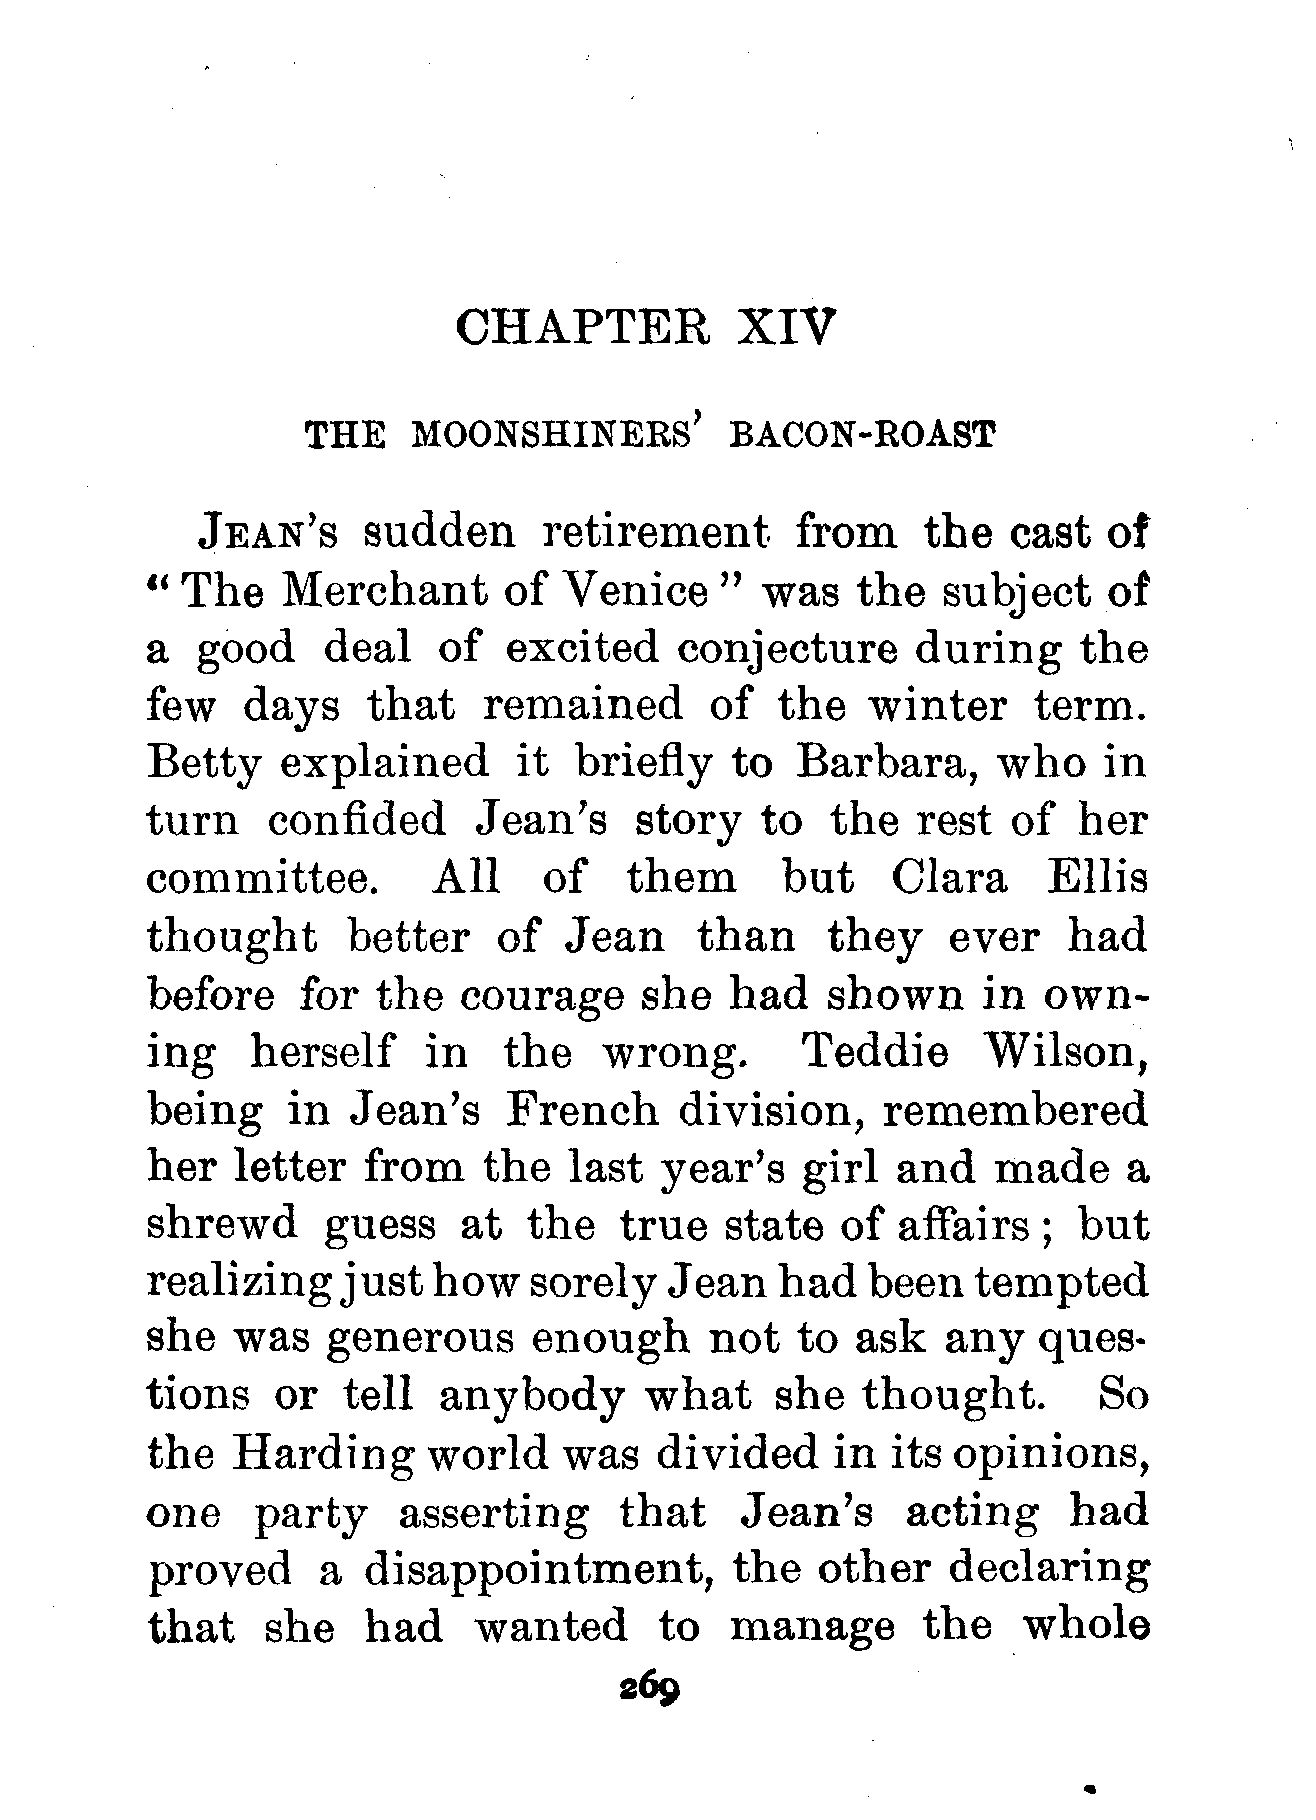 CHAPTER XIV
THE MOONSHINERS' BACON-ROAST
JEAN'S sudden retirement from the cast of
"The Merchant of Venice" was the subject of
a good deal of excited conjecture during the
few days that remained of the winter term.
Betty explained it briefly to Barbara, who in
turn confided Jean's story to the rest of her
committee. All of them but Clara Ellis
thought better of Jean than they ever had
before for the courage she had shown in own-
ing herself in the wrong. Teddie Wilson,
being in Jean's French division, remembered
her letter from the last year's girl and made a
shrewd guess at the true state of affairs; but
realizing just how sorely Jean had been tempted
she was generous enough not to ask any ques-
tions or tell anybody what she thought. So
the Harding world was divided in its opinions,
one party asserting that Jean's acting had
proved a disappointment, the other declaring
that she had wanted to manage the whole
269